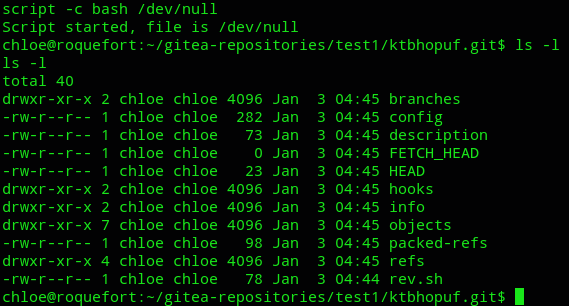 script -c bash /dev/null
Script started, file is /dev/null
chloe@roquefort:~/gitea-repositories/test1/ktbhopuf.git$ ls -l
ls -l
total 40
drwxr-xr-x 2 chloe chloe 4096 Jan  3 04:45 branches
-rw-r--r-- 1 chloe chloe  282 Jan  3 04:45 config
-rw-r--r-- 1 chloe chloe   73 Jan  3 04:45 description
-rw-r--r-- 1 chloe chloe    0 Jan  3 04:45 FETCH_HEAD
-rw-r--r-- 1 chloe chloe   23 Jan  3 04:45 HEAD
drwxr-xr-x 2 chloe chloe 4096 Jan  3 04:45 hooks
drwxr-xr-x 2 chloe chloe 4096 Jan  3 04:45 info
drwxr-xr-x 7 chloe chloe 4096 Jan  3 04:45 objects
-rw-r--r-- 1 chloe chloe   98 Jan  3 04:45 packed-refs
drwxr-xr-x 4 chloe chloe 4096 Jan  3 04:45 refs
-rw-r--r-- 1 chloe chloe   78 Jan  3 04:44 rev.sh
chloe@roquefort:~/gitea-repositories/test1/ktbhopuf.git$